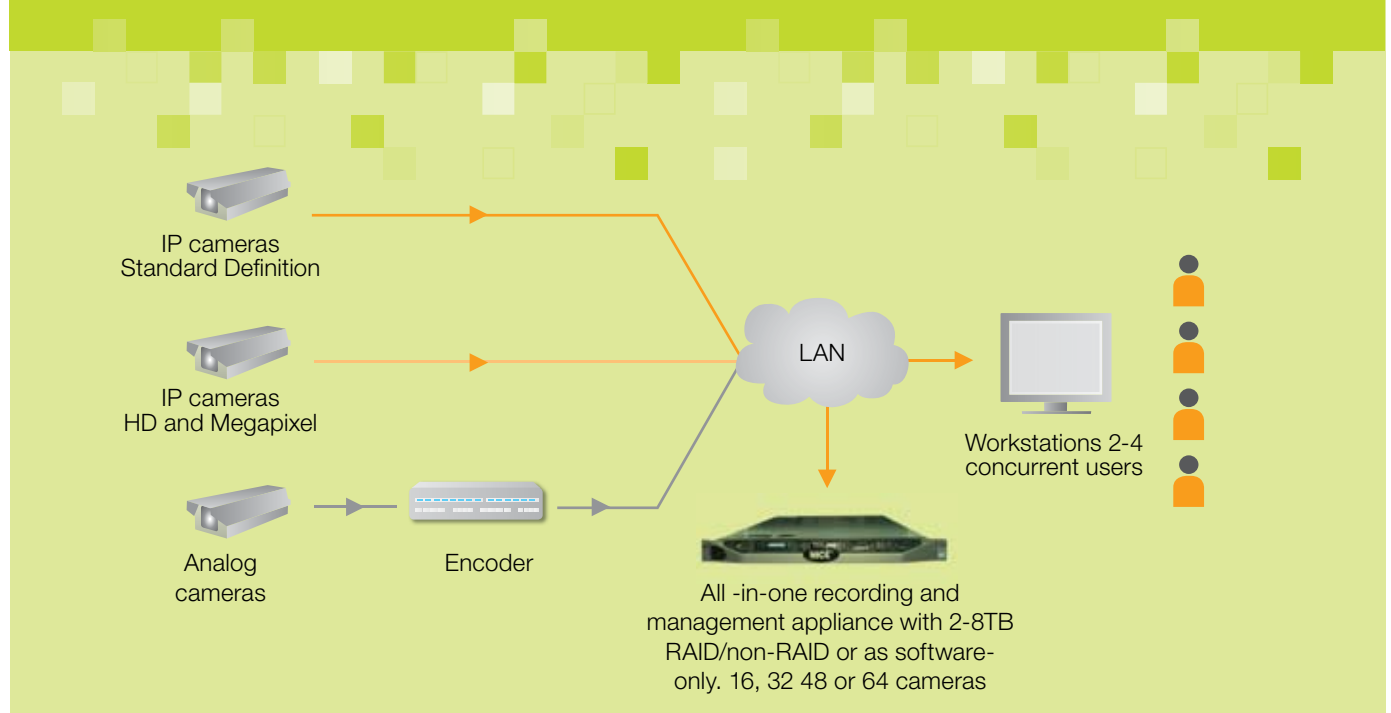 IP cameras
Standard Definition
LAN
IP cameras
HD and Megapixel
Workstations 2-4
concurrent users
Analog
cameras
Encoder
NICE
All -in-one recording and
management appliance with 2-8TB
RAID/non-RAID or as software-
only. 16, 32 48 or 64 cameras